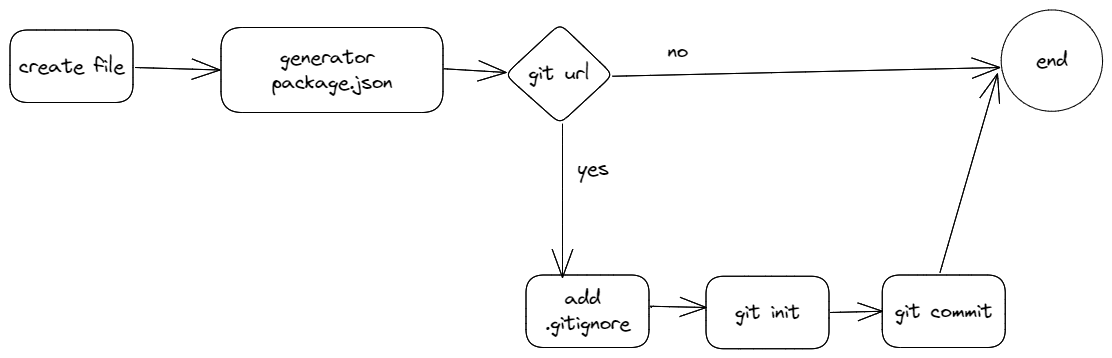 create file
generator
package.json
git url
no
end
yes
add
.gitignore
git init
git commit